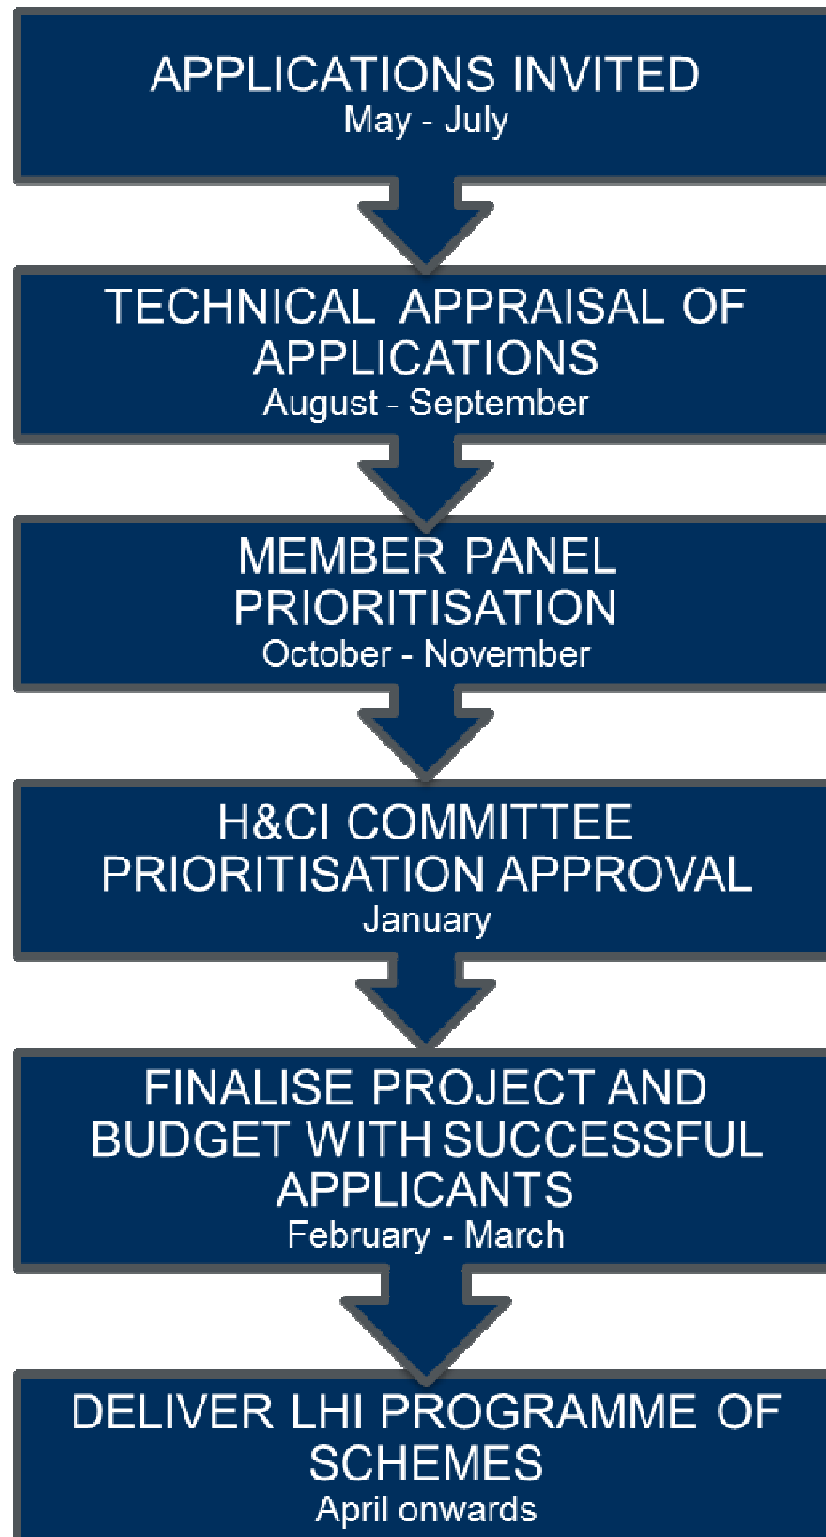 APPLICATIONS INVITED
May - July
TECHNICAL APPRAISAL OF
APPLICATIONS
August - September
MEMBER PANEL
PRIORITISATION
October - November
H&CI COMMITTEE
PRIORITISATION APPROVAL
January
FINALISE PROJECT AND
BUDGET WITH SUCCESSFUL
APPLICANTS
February - March
DELIVER LHI PROGRAMME OF
SCHEMES
April onwards